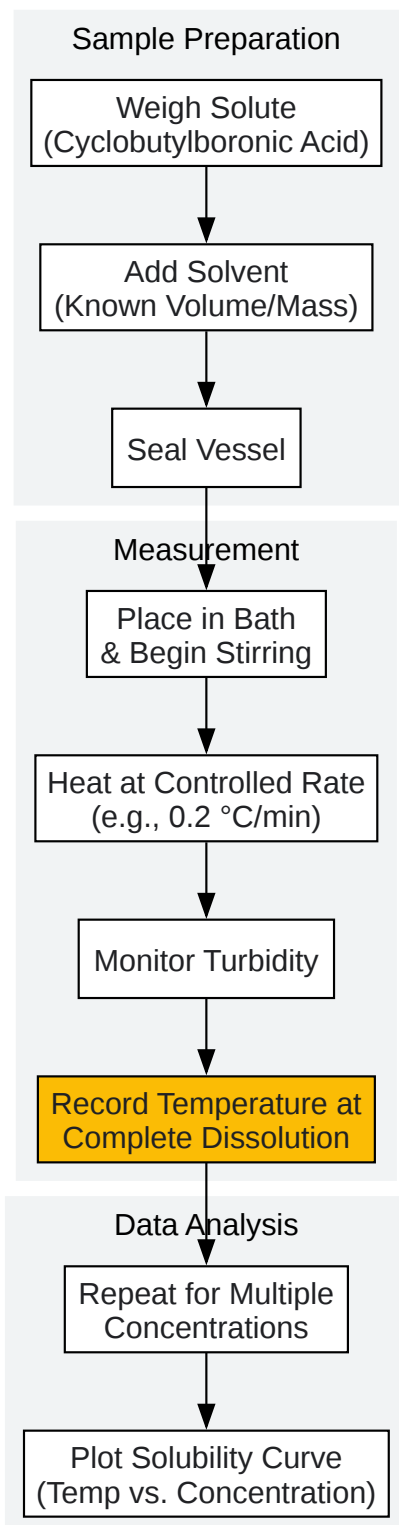 Sample Preparation
Weigh Solute
(Cyclobutylboronic Acid)
Add Solvent
(Known Volume/Mass)
Seal Vessel
Measurement
Place in Bath
& Begin Stirring
Heat at Controlled Rate
(e.g., 0.2 °C/min)
Monitor Turbidity
Record Temperature at
Complete Dissolution
Data Analysis
Repeat for Multiple
Concentrations
Plot Solubility Curve
(Temp vs. Concentration)